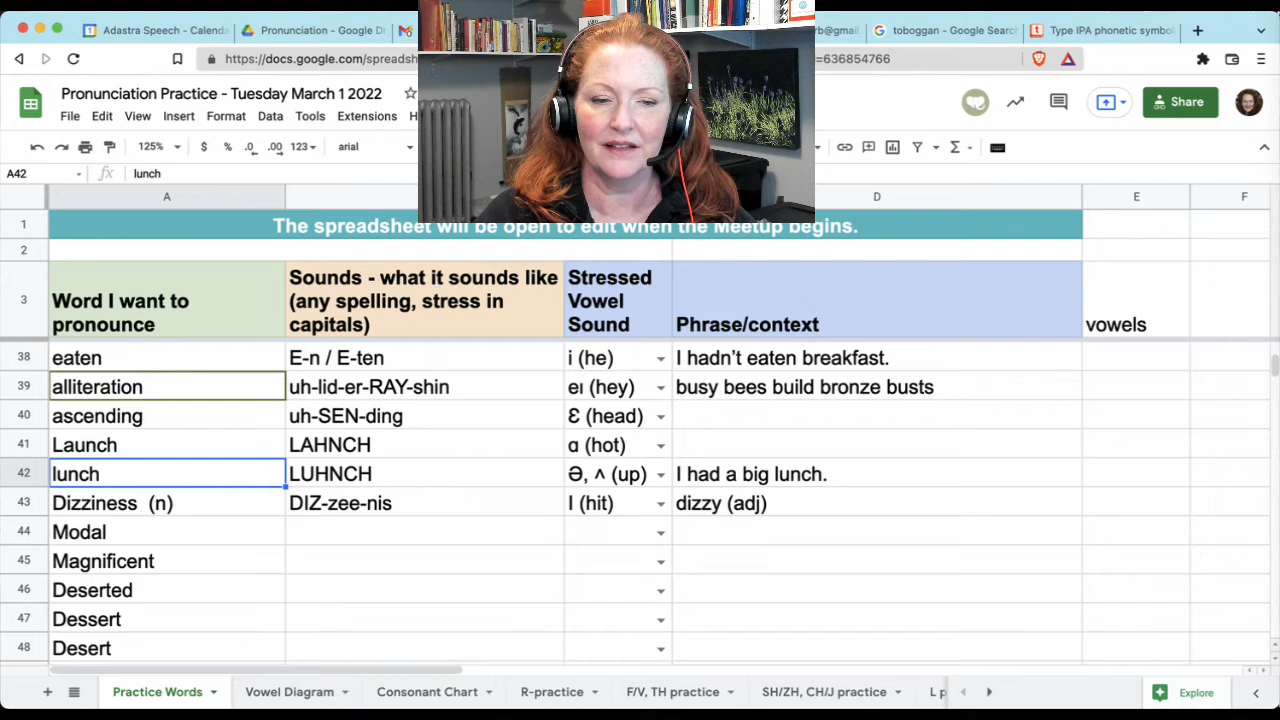 Adastra Speech - Calenda
Pronunciation - Google Dr
rb@gmail
toboggan - Google Search
Type IPA phonetic symbol
https://docs.google.com/spreadsh
=636854766
Pronunciation Practice - Tuesday March 1 2022
Share
File Edit View Insert Format Data Tools Extensions
125% $ % .0 .00 123 arial
A42 fx lunch
A D E F
1 The spreadsheet will be open to edit when the Meetup begins.
2
3 Word I want to pronounce
Sounds - what it sounds like
(any spelling, stress in
capitals)
Stressed
Vowel
Sound
Phrase/context
vowels
38 eaten E-n / E-ten i (he) I hadn't eaten breakfast.
39 alliteration uh-lid-er-RAY-shin eɪ (hey) busy bees build bronze busts
40 ascending uh-SEN-ding Ɛ (head)
41 Launch LAHNCH ɑ (hot)
42 lunch LUHNCH Ə, ʌ (up) I had a big lunch.
43 Dizziness (n) DIZ-zee-nis I (hit) dizzy (adj)
44 Modal
45 Magnificent
46 Deserted
47 Dessert
48 Desert
Practice Words Vowel Diagram Consonant Chart R-practice F/V, TH practice SH/ZH, CH/J practice L p Explore